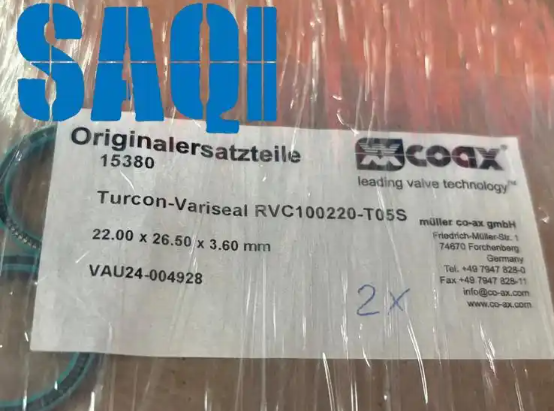 SAQI
Originalersatzteile
15380
coax®
leading valve technology™
Turcon-Variseal RVC100220-T05S
22.00 x 26.50 x 3.60 mm
VAU24-004928
müller co-ax gmbH
Friedrich-Müller-Str. 1
74670 Forchtenberg
Germany
Tel. +49 7947 828-0
Fax +49 7947 828-11
info@co-ax.com
www.co-ax.com
2x